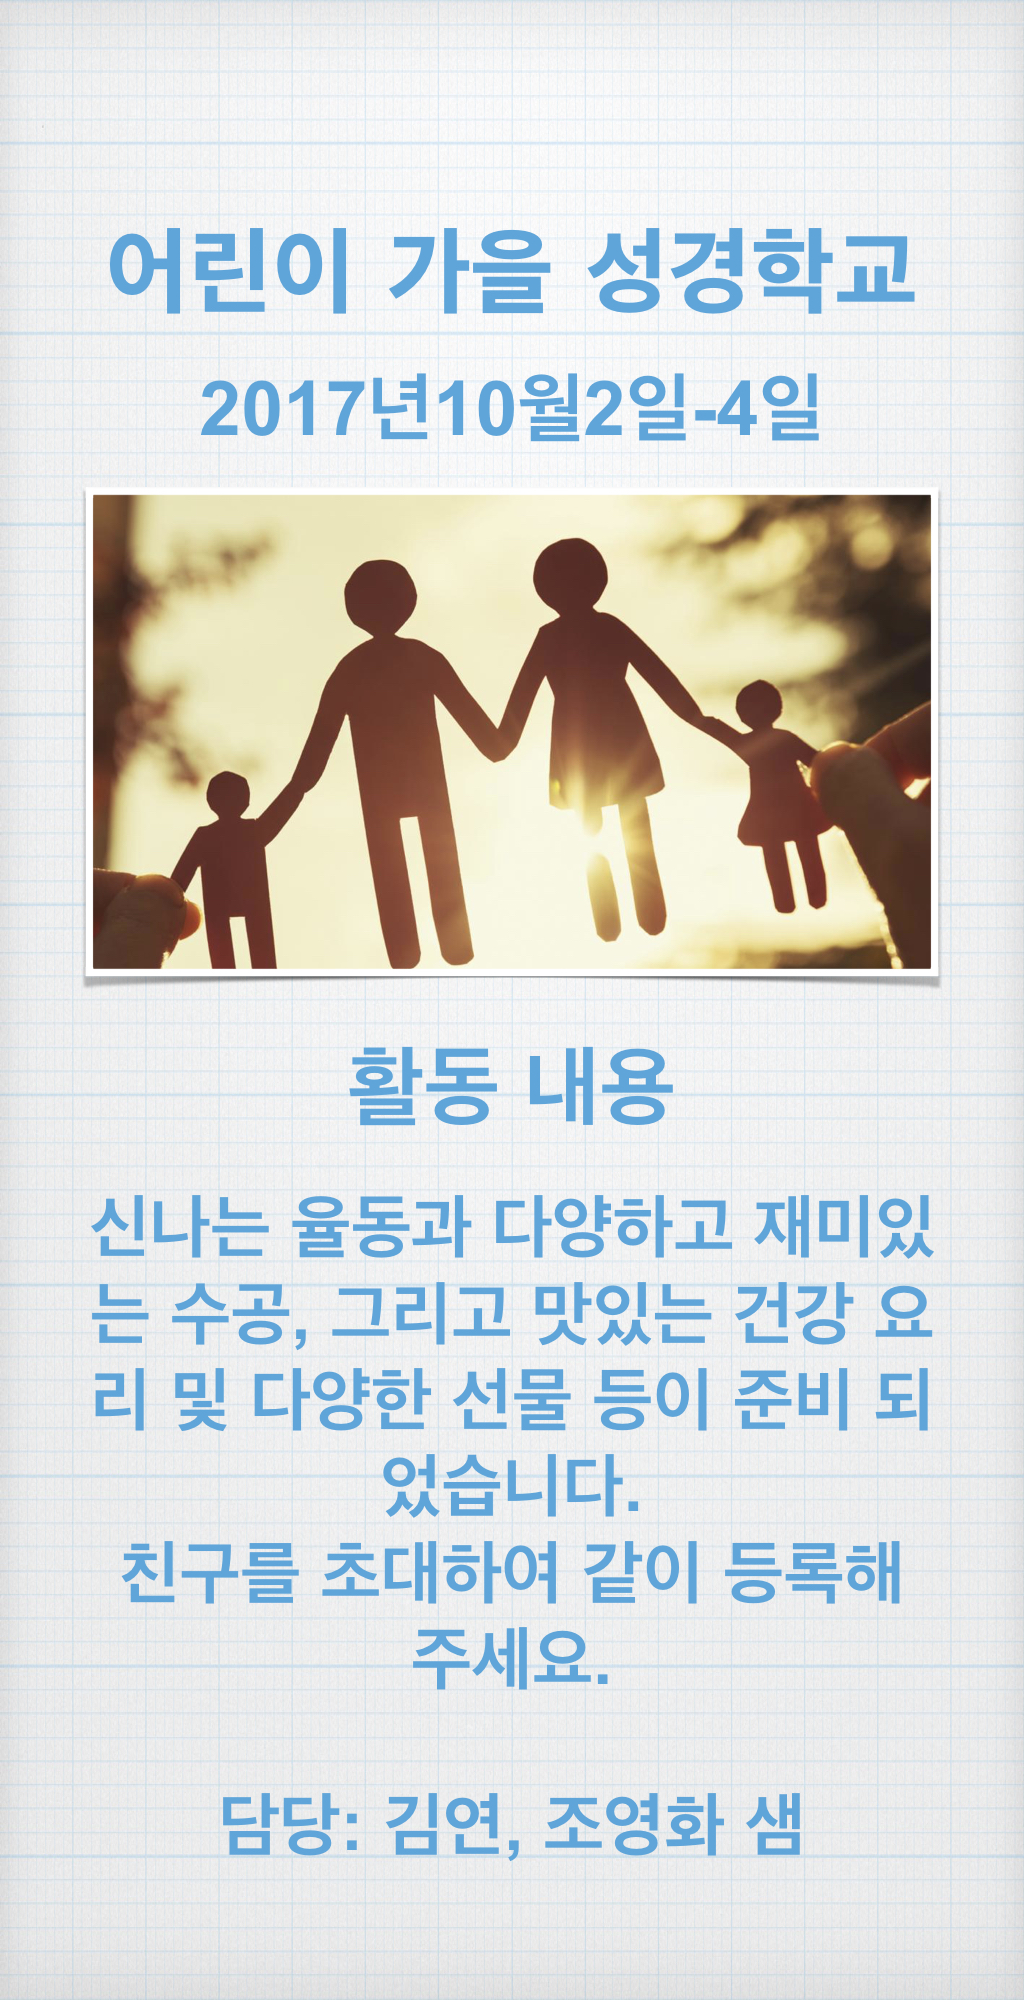 어린이 가을 성경학교
2017년10월2일-4일
활동 내용
신나는 율동과 다양하고 재미있
는 수공, 그리고 맛있는 건강 요
리 및 다양한 선물 등이 준비 되
었습니다.
친구를 초대하여 같이 등록해
주세요.
담당: 김연, 조영화 샘